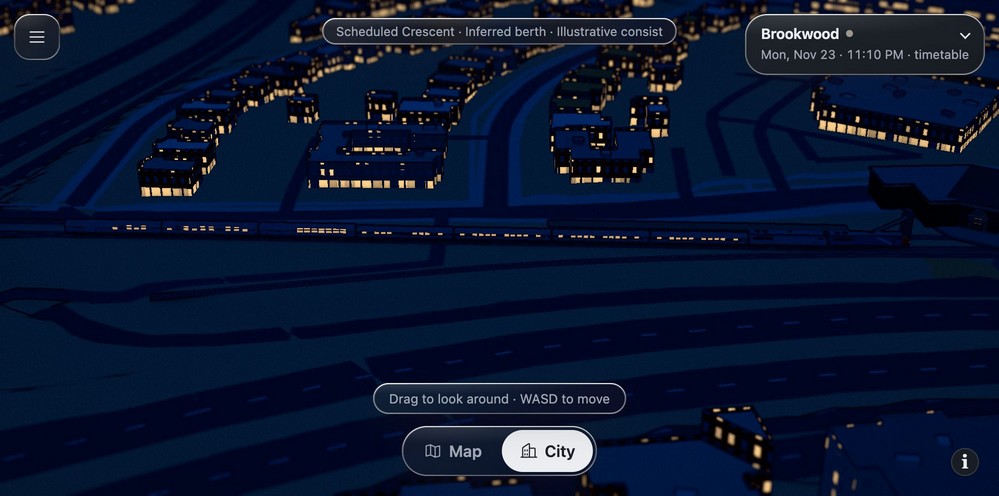 Scheduled Crescent · Inferred berth · Illustrative consist
Brookwood
Mon, Nov 23 · 11:10 PM · timetable
Drag to look around · WASD to move
Map
City
i